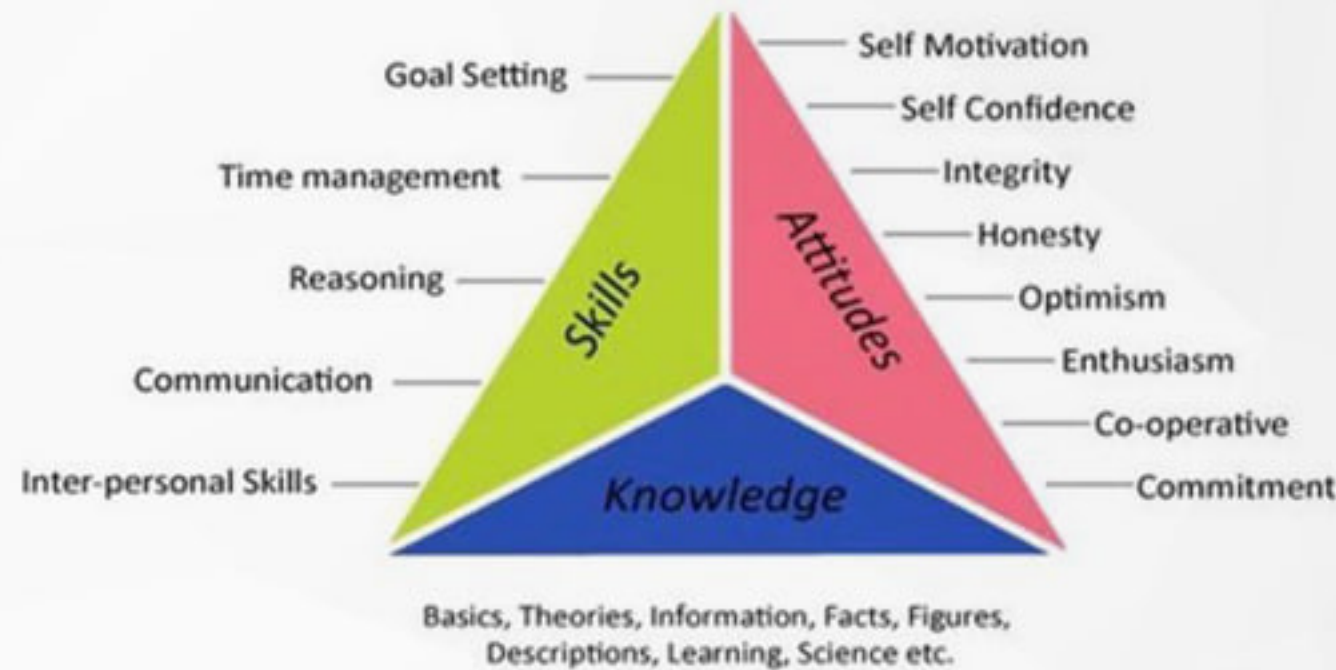 Goal Setting
Time management
Reasoning
Communication
Inter-personal Skills
Skills
Self Motivation
Self Confidence
Integrity
Honesty
Optimism
Enthusiasm
Co-operative
Commitment
Attitudes
Knowledge
Basics, Theories, Information, Facts, Figures,
Descriptions, Learning, Science etc.